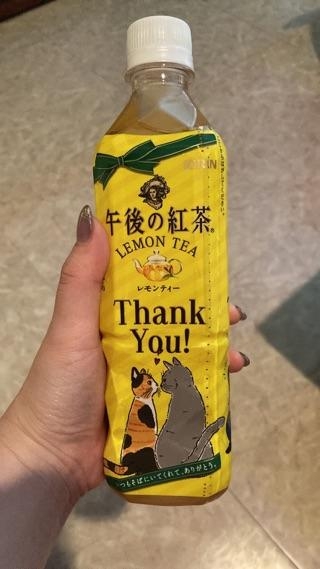 KIRIN
午後の紅茶®
LEMON TEA
レモンティー
Thank
You!
いつもそばにいてくれて、ありがとう。